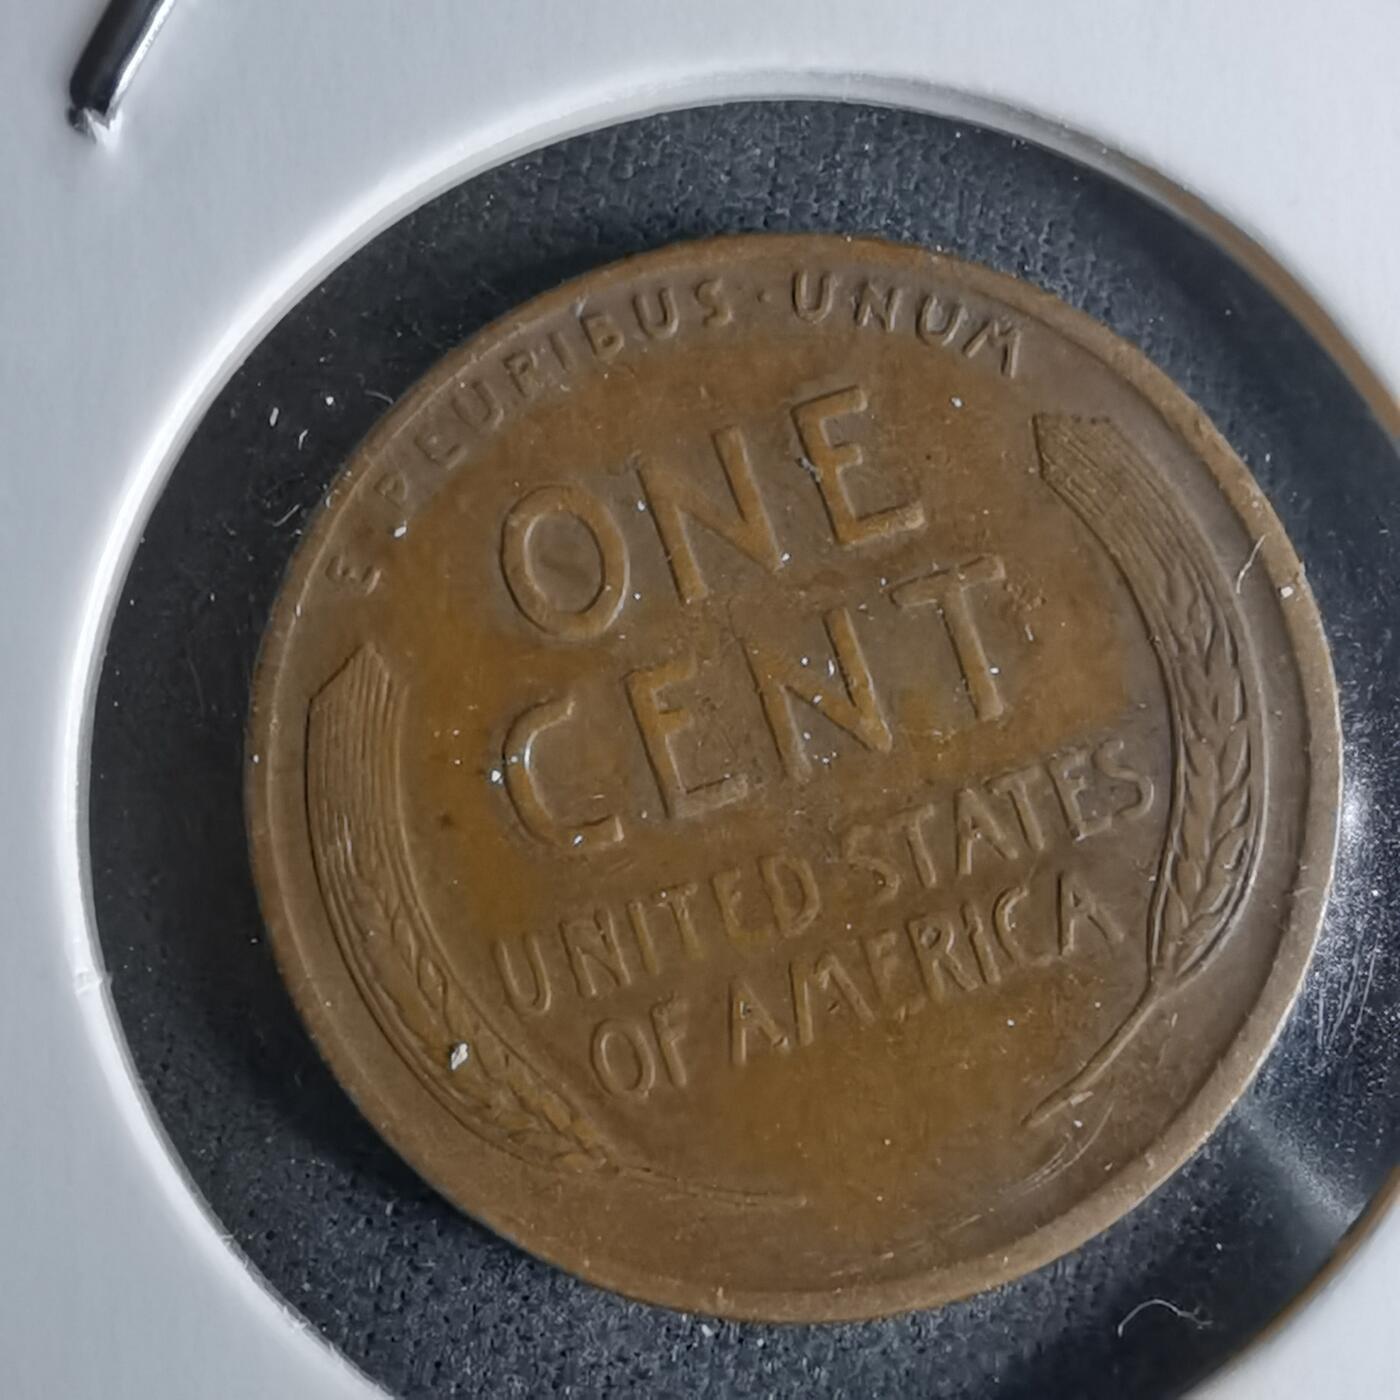 E · PLURIBUS · UNUM
ONE
CENT
UNITED STATES
OF AMERICA